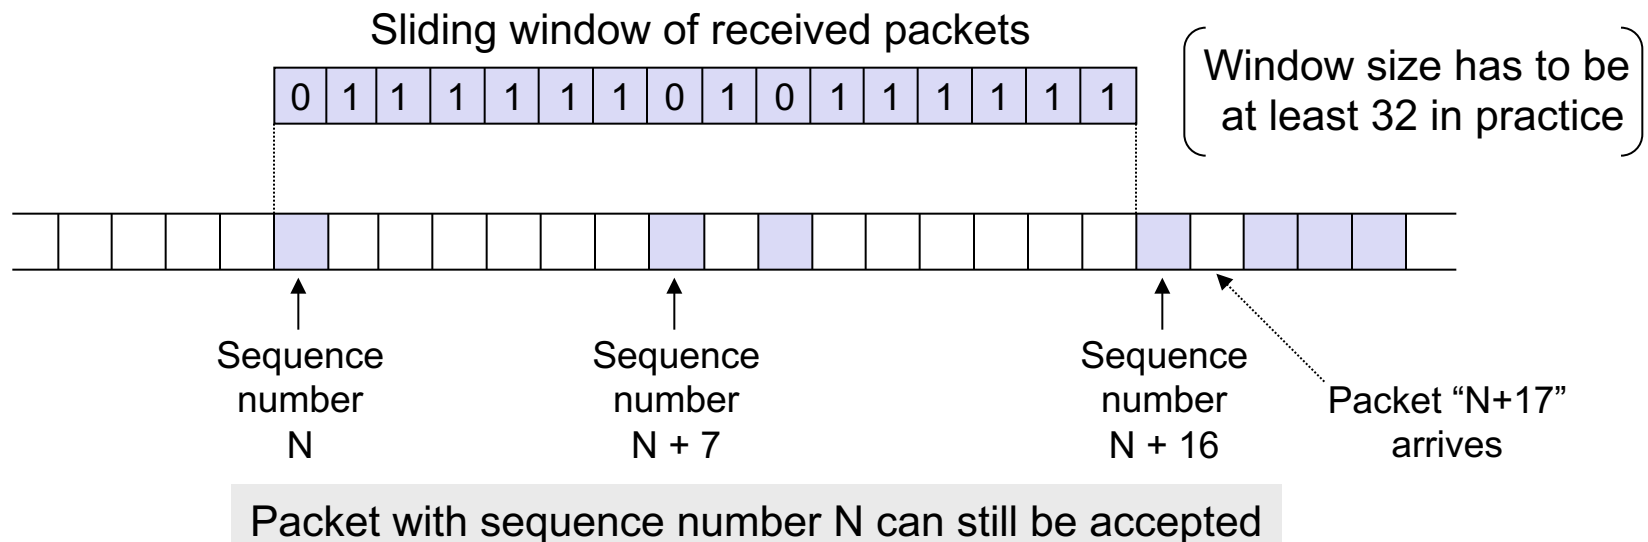 Sliding window of received packets
Window size has to be
at least 32 in practice
0 1 1 1 1 1 1 0 1 0 1 1 1 1 1 1
Sequence
number
N
Sequence
number
N + 7
Sequence
number
N + 16
Packet “N+17”
arrives
Packet with sequence number N can still be accepted